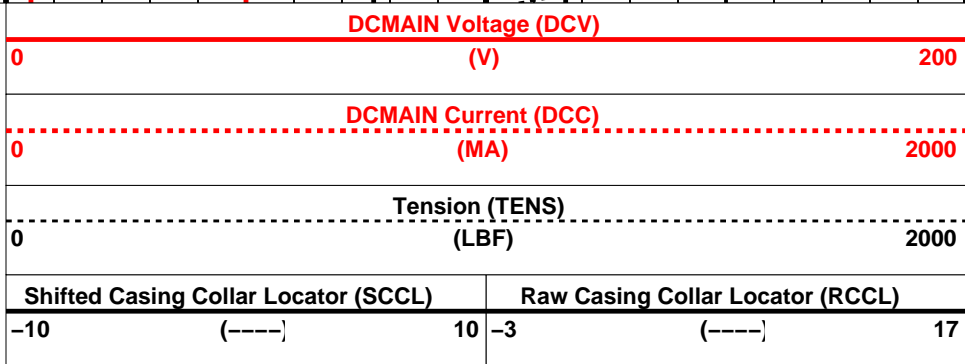 DCMAIN Voltage (DCV)
0 (V) 200
DCMAIN Current (DCC)
0 (MA) 2000
Tension (TENS)
0 (LBF) 2000
Shifted Casing Collar Locator (SCCL) Raw Casing Collar Locator (RCCL)
−10 (−−−−) 10 −3 (−−−−) 17